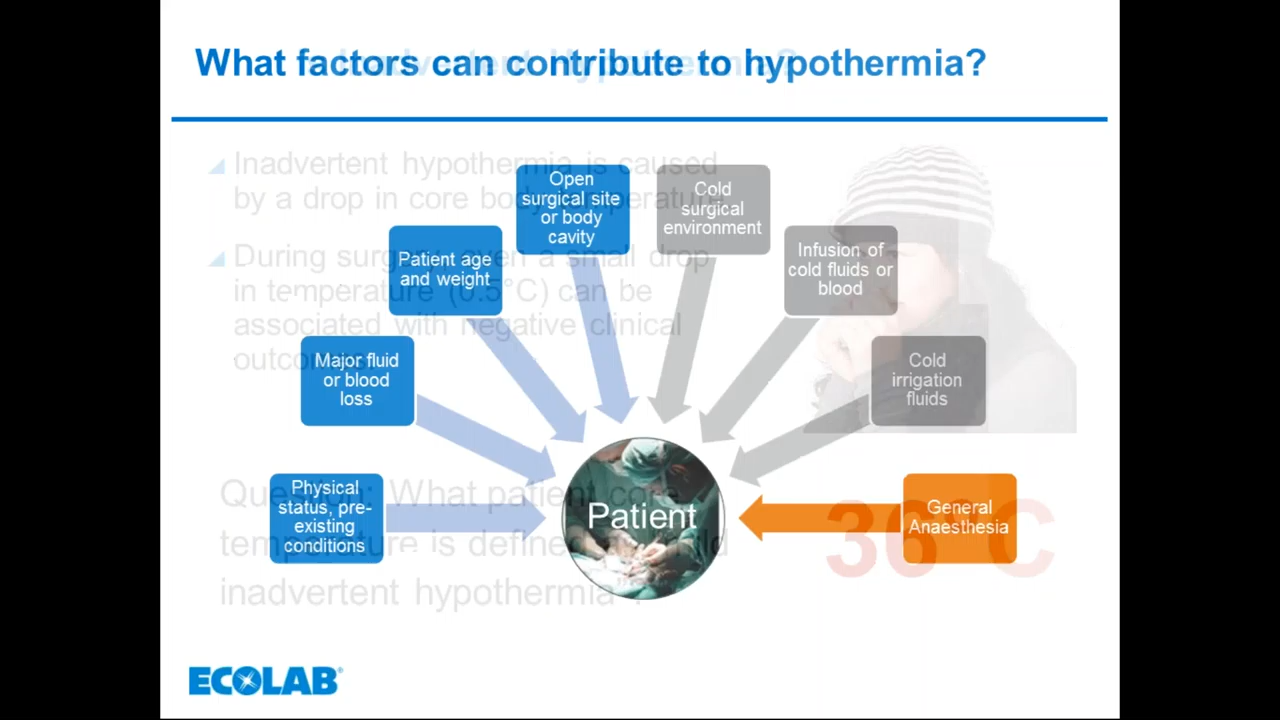 What factors can contribute to hypothermia?
Inadvertent hypothermia is caused
by a drop in core body temperature
During surgery, even a small drop
in temperature (0.5°C) can be
associated with negative clinical
Open
surgical site
or body
cavity
Cold
surgical
environment
Patient age
and weight
Infusion of
cold fluids or
blood
Major fluid
or blood
loss
Cold
irrigation
fluids
Physical
status, pre-
existing
conditions
Patient
General
Anaesthesia
Question: What patient core
temperature is defined
inadvertent hypothermia ?
36°C
ECOLAB®